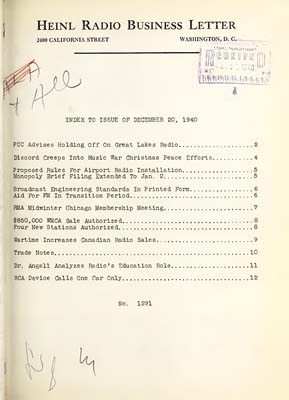 HEINL RADIO BUSINESS LETTER
2400 CALIFORNIA STREET WASHINGTON, D. C.
RECEIVED
INDEX TO ISSUE OF DECEMBER 20, 1940
FCC Advises Holding Off On Great Lakes Radio....................2
Discord Creeps Into Music War Christmas Peace Efforts..........4
Proposed Rules For Airport Radio Installation...................5
Monopoly Brief Filing Extended To Jan. 2........................5
Broadcast Engineering Standards In Printed Form.................6
Aid For FM In Transition Period.................................6
RMA Midwinter Chicago Membership Meeting........................7
$850,000 WMCA Sale Authorized...................................8
Four New Stations Authorized....................................8
Wartime Increases Canadian Radio Sales..........................9
Trade Notes....................................................10
Dr. Angell Analyzes Radio's Education Role.....................11
RCA Device Calls One Car Only..................................12
No. 1291